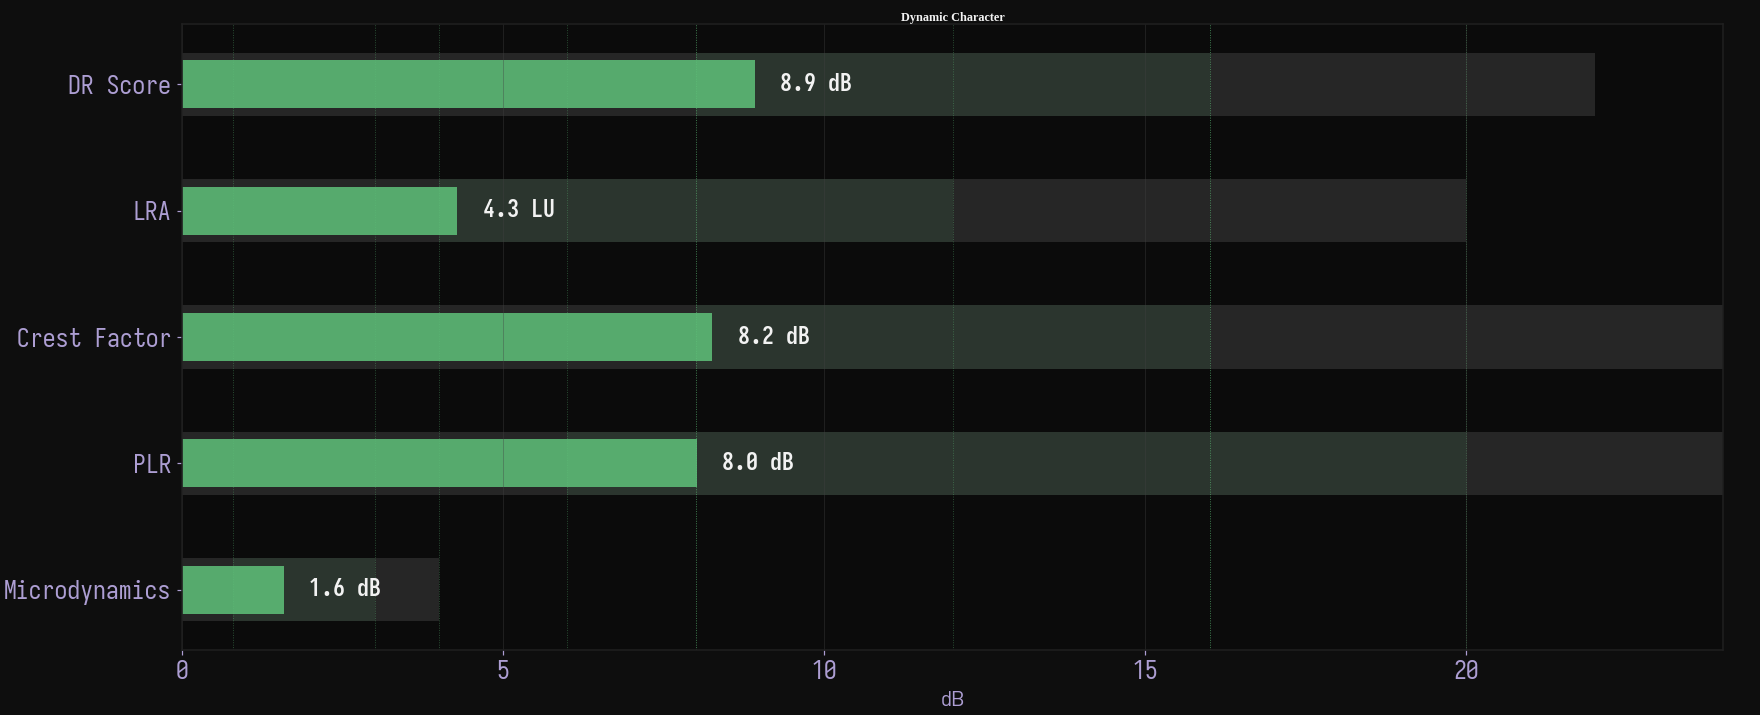 Dynamic Character
DR Score
8.9 dB
LRA
4.3 LU
Crest Factor
8.2 dB
PLR
8.0 dB
Microdynamics
1.6 dB
0 5 10 15 20
dB